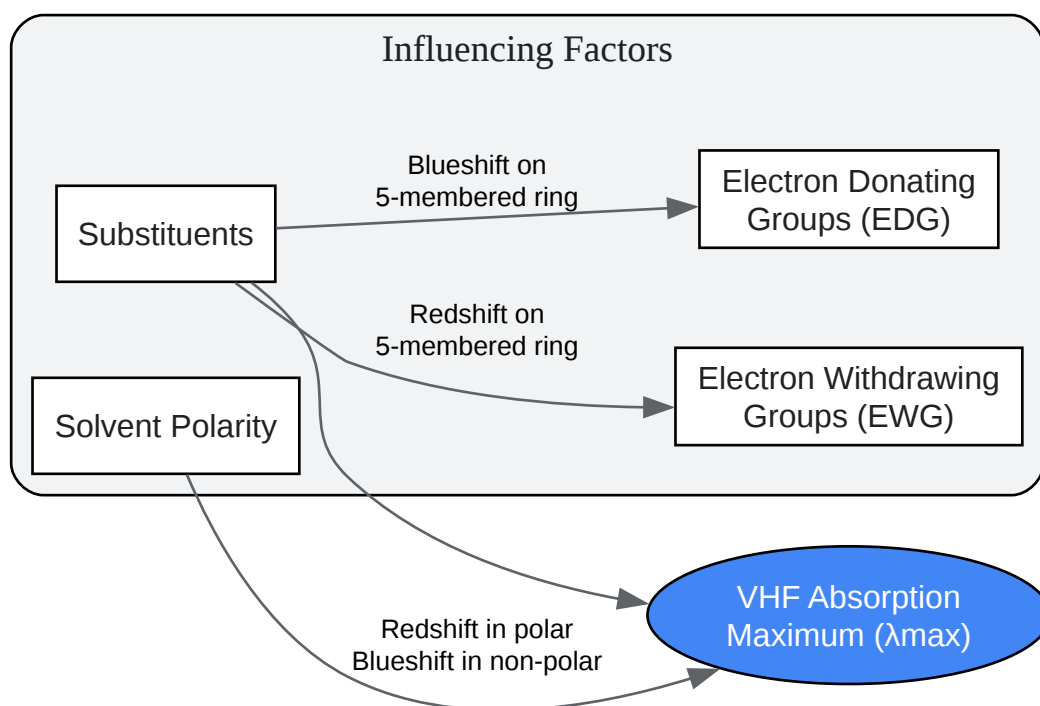 Influencing Factors
Blueshift on
5-membered ring
Electron Donating
Groups (EDG)
Substituents
Redshift on
5-membered ring
Electron Withdrawing
Groups (EWG)
Solvent Polarity
VHF Absorption
Maximum (λmax)
Redshift in polar
Blueshift in non-polar